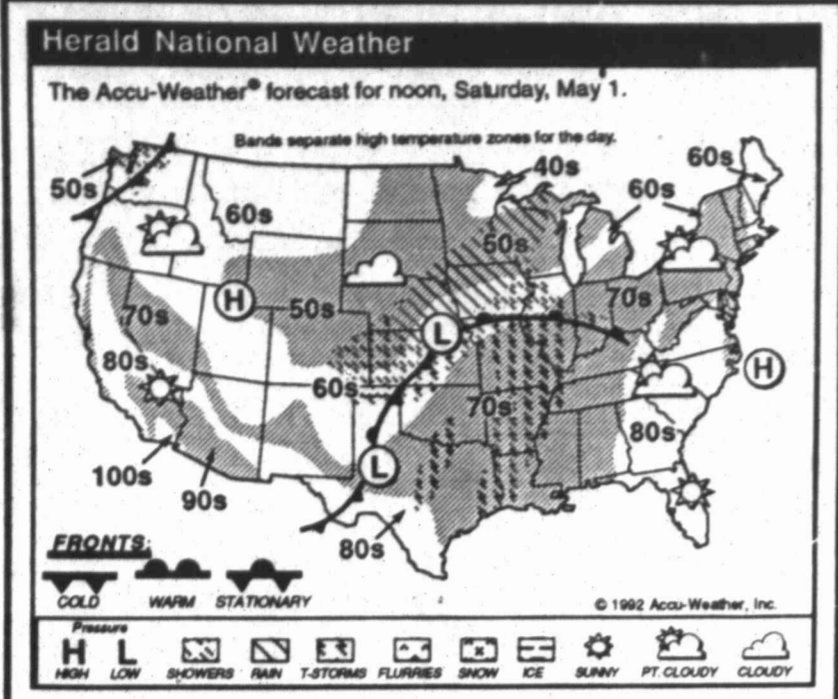 Herald National Weather
The Accu-Weather® forecast for noon, Saturday, May 1.
Bands separate high temperature zones for the day.
50s
60s
40s
60s
60s
50s
50s
70s
70s
80s
60s
70s
80s
100s
90s
80s
H
L
L
H
FRONTS:
COLD WARM STATIONARY
© 1992 Accu-Weather, Inc.
Pressure
H L
HIGH LOW SHOWERS RAIN T-STORMS FLURRIES SNOW ICE SUNNY PT. CLOUDY CLOUDY